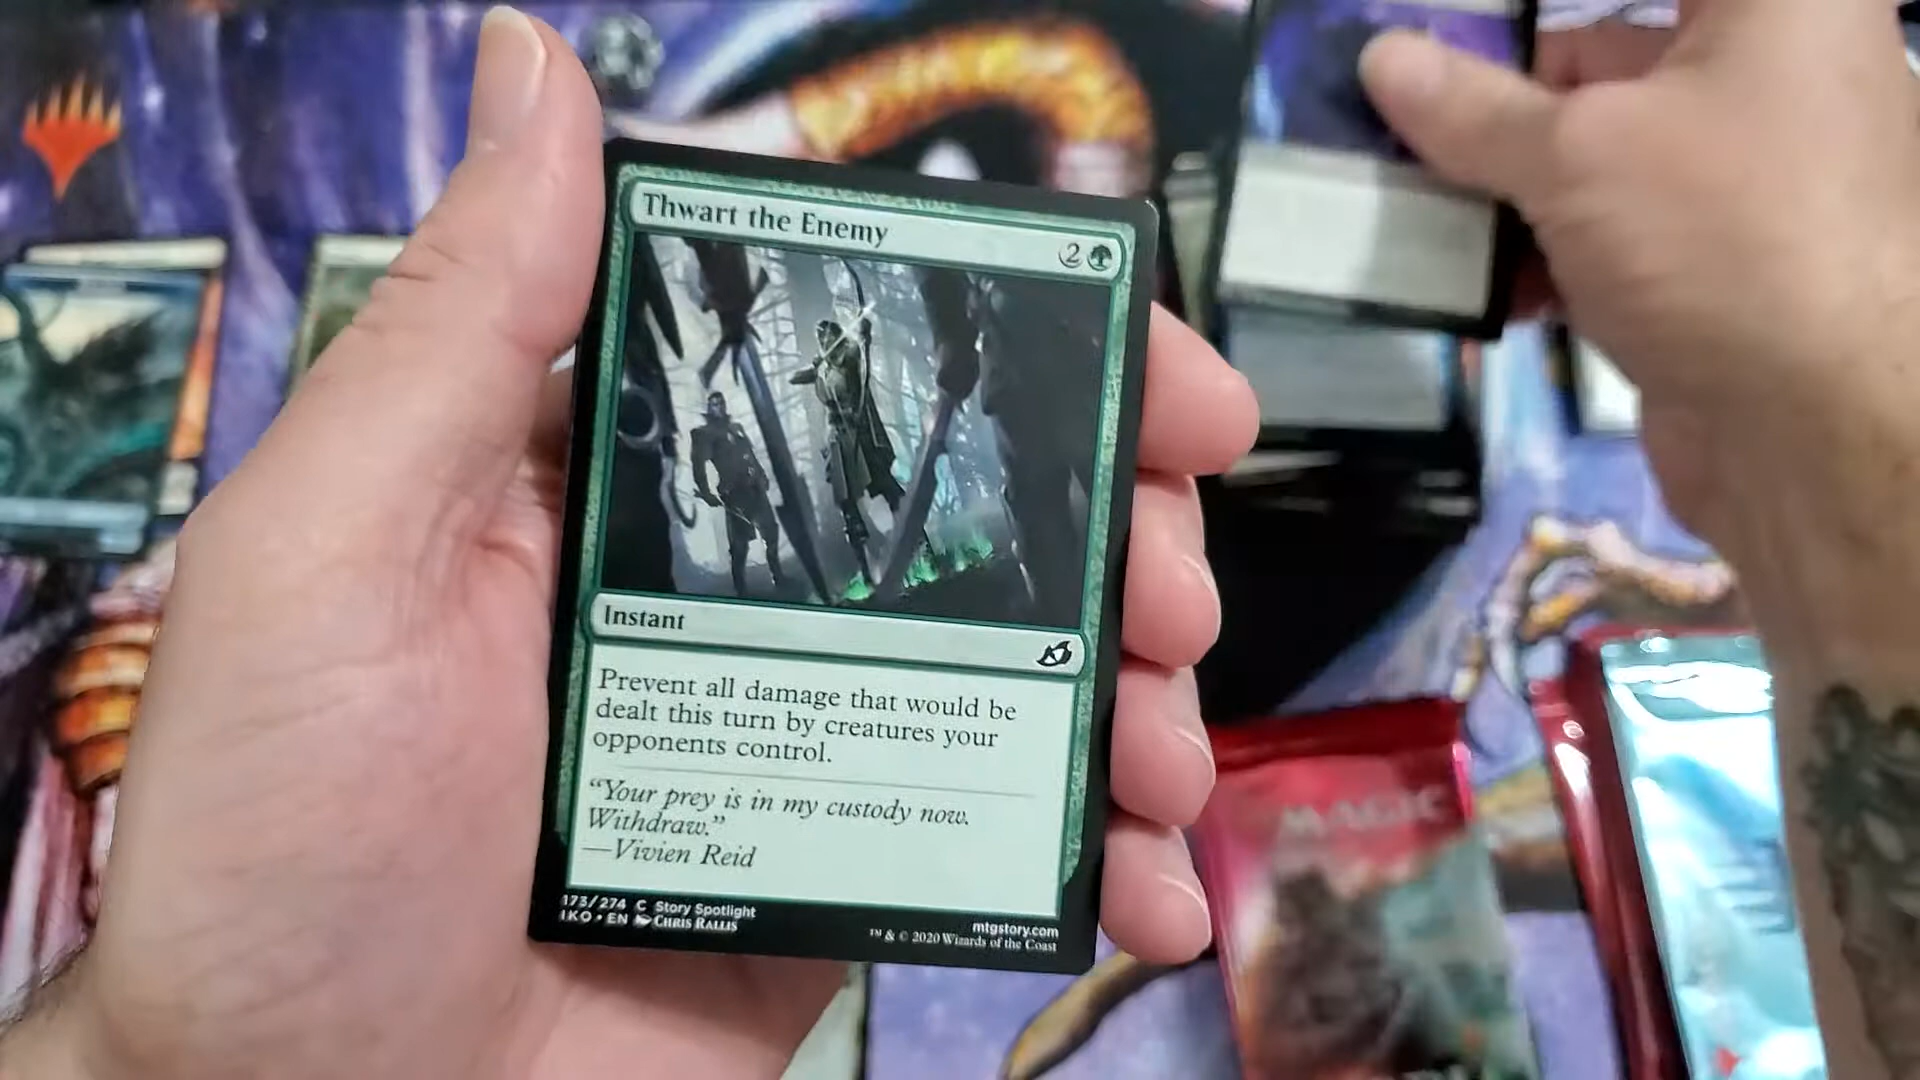 Thwart the Enemy
2
Instant
Prevent all damage that would be
dealt this turn by creatures your
opponents control.
“Your prey is in my custody now.
Withdraw.”
—Vivien Reid
173/274 C Story Spotlight
IKO • EN Chris Rallis
mtgstory.com
™ & © 2020 Wizards of the Coast
MAGIC